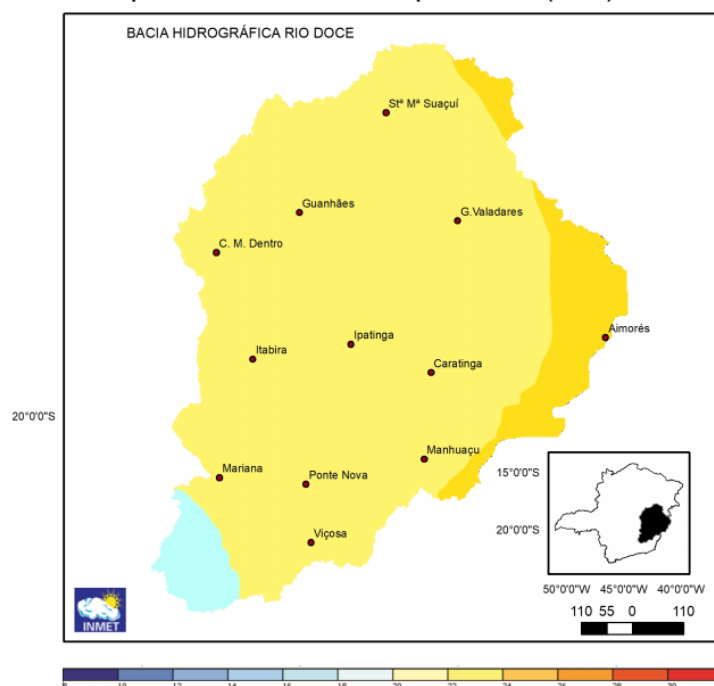 BACIA HIDROGRÁFICA RIO DOCE
Stª Mª Suaçuí
Guanhães
G.Valadares
C. M. Dentro
Ipatinga
Aimorés
Itabira
Caratinga
20°0'0"S
Manhuaçu
Mariana
Ponte Nova
15°0'0"S
Viçosa
20°0'0"S
50°0'0"W 45°0'0"W 40°0'0"W
110 55 0 110
INMET